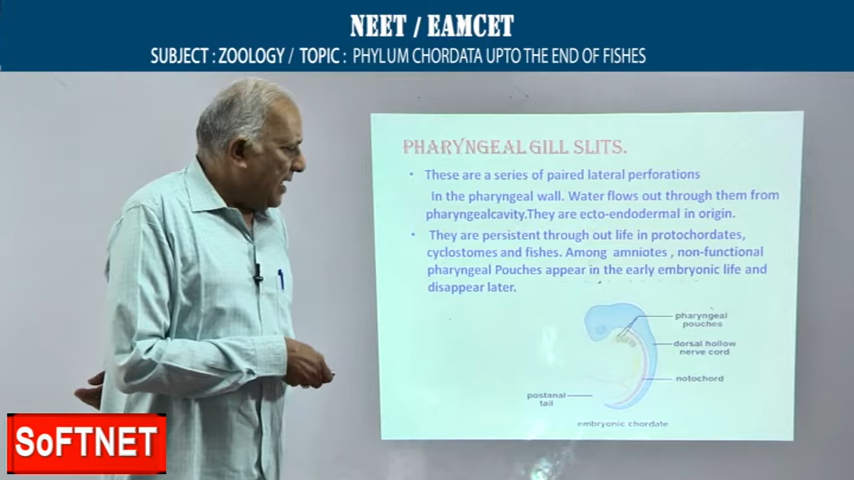 NEET / EAMCET
SUBJECT : ZOOLOGY / TOPIC : PHYLUM CHORDATA UPTO THE END OF FISHES
PHARYNGEAL GILL SLITS.
• These are a series of paired lateral perforations
In the pharyngeal wall. Water flows out through them from
pharyngealcavity.They are ecto-endodermal in origin.
• They are persistent through out life in protochordates,
cyclostomes and fishes. Among amniotes , non-functional
pharyngeal Pouches appear in the early embryonic life and
disappear later.
pharyngeal
pouches
dorsal hollow
nerve cord
notochord
postanal
tail
embryonic chordate
SoFTNET